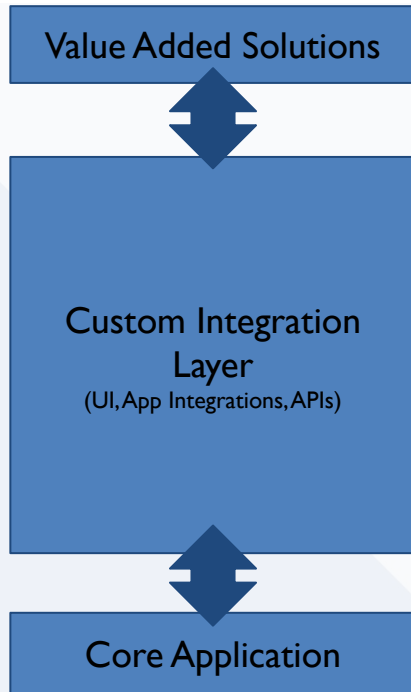 Value Added Solutions
Custom Integration
Layer
(UI, App Integrations, APIs)
Core Application